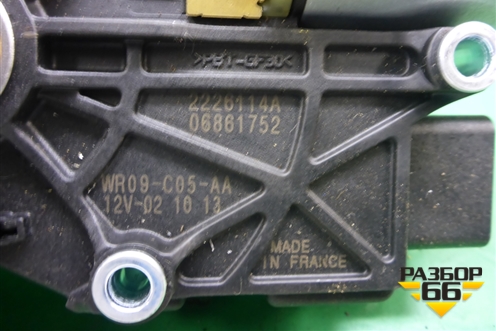 >PBT-GF30<
2226114A
06861752
WR09-C05-AA
12V-02 10 13
MADE
IN FRANCE
РАЗБОР
66